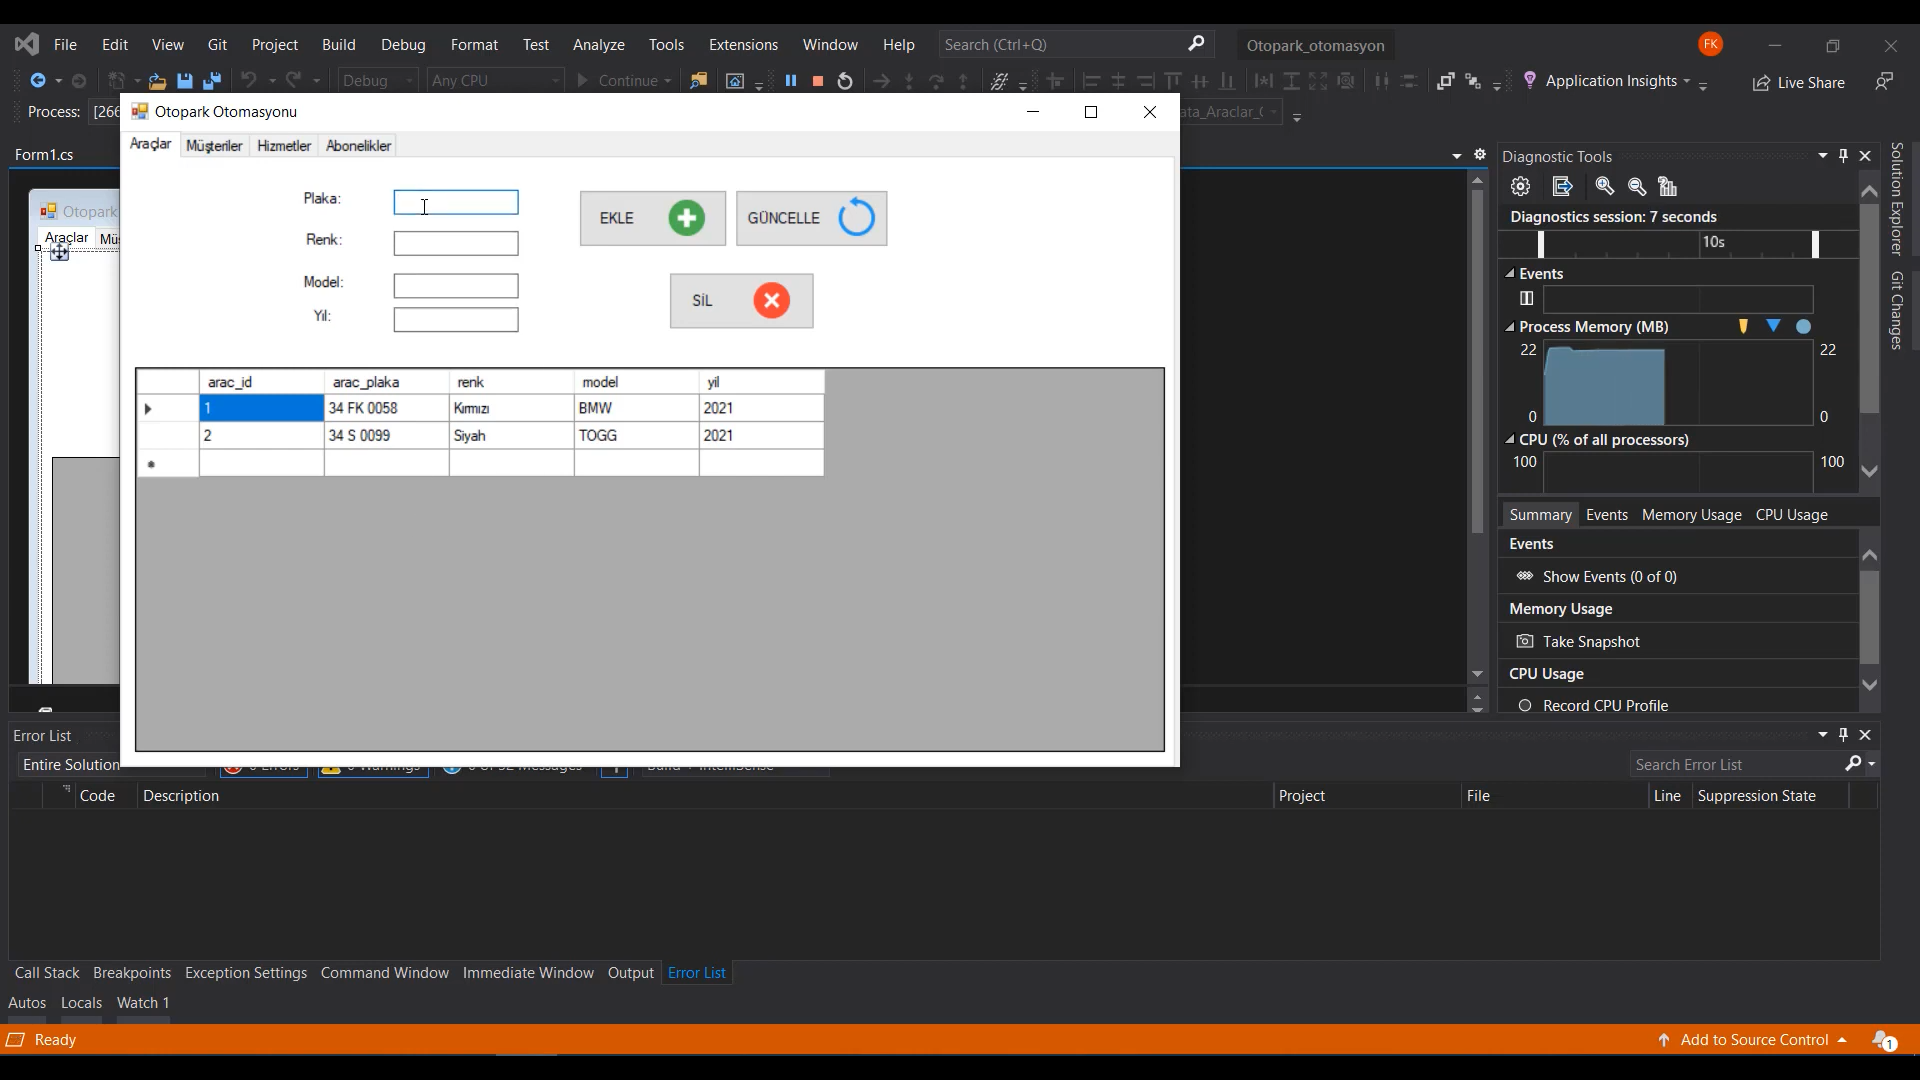 File Edit View Git Project Build Debug Format Test Analyze Tools Extensions Window Help Search (Ctrl+Q) Otopark_otomasyon FK
Debug Any CPU Continue Application Insights Live Share
Process: [266
Otopark Otomasyonu
Form1.cs
Araçlar Müşteriler Hizmetler Abonelikler
Otopark
Araçlar Müş
Plaka:
Renk:
Model:
Yıl:
EKLE GÜNCELLE
SİL
arac_id arac_plaka renk model yil
1 34 FK 0058 Kırmızı BMW 2021
2 34 S 0099 Siyah TOGG 2021
Diagnostic Tools
Diagnostics session: 7 seconds
10s
Events
Process Memory (MB)
22 22
0 0
CPU (% of all processors)
100 100
Summary Events Memory Usage CPU Usage
Events
Show Events (0 of 0)
Memory Usage
Take Snapshot
CPU Usage
Record CPU Profile
Solution Explorer
Git Changes
Error List
Entire Solution Search Error List
Code Description Project File Line Suppression State
Call Stack Breakpoints Exception Settings Command Window Immediate Window Output Error List
Autos Locals Watch 1
Ready Add to Source Control 1